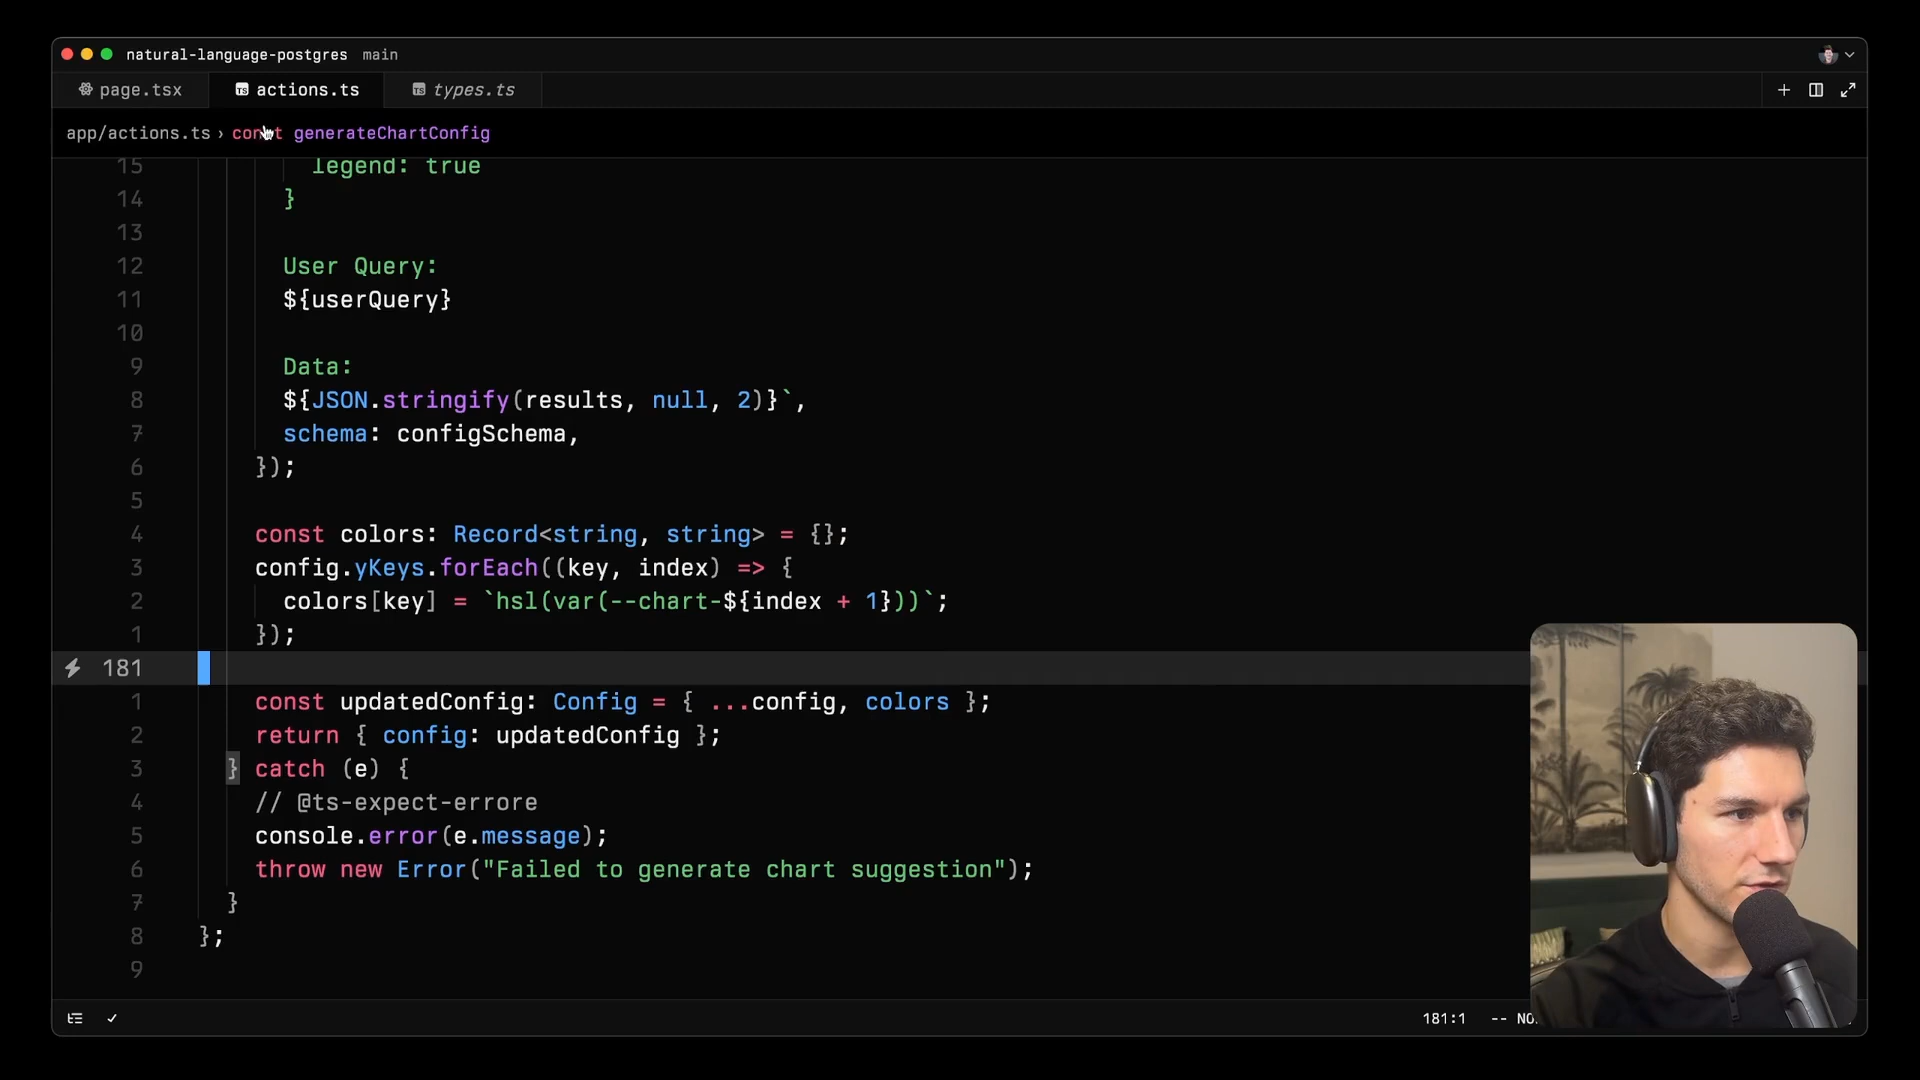 natural-language-postgres main
page.tsx actions.ts types.ts
app/actions.ts › const generateChartConfig
15 legend: true
14 }
13
12 User Query:
11 ${userQuery}
10
9 Data:
8 ${JSON.stringify(results, null, 2)}`,
7 schema: configSchema,
6 });
5
4 const colors: Record<string, string> = {};
3 config.yKeys.forEach((key, index) => {
2 colors[key] = `hsl(var(--chart-${index + 1}))`;
1 });
181
1 const updatedConfig: Config = { ...config, colors };
2 return { config: updatedConfig };
3 } catch (e) {
4 // @ts-expect-errore
5 console.error(e.message);
6 throw new Error("Failed to generate chart suggestion");
7 }
8 };
9
181:1 --